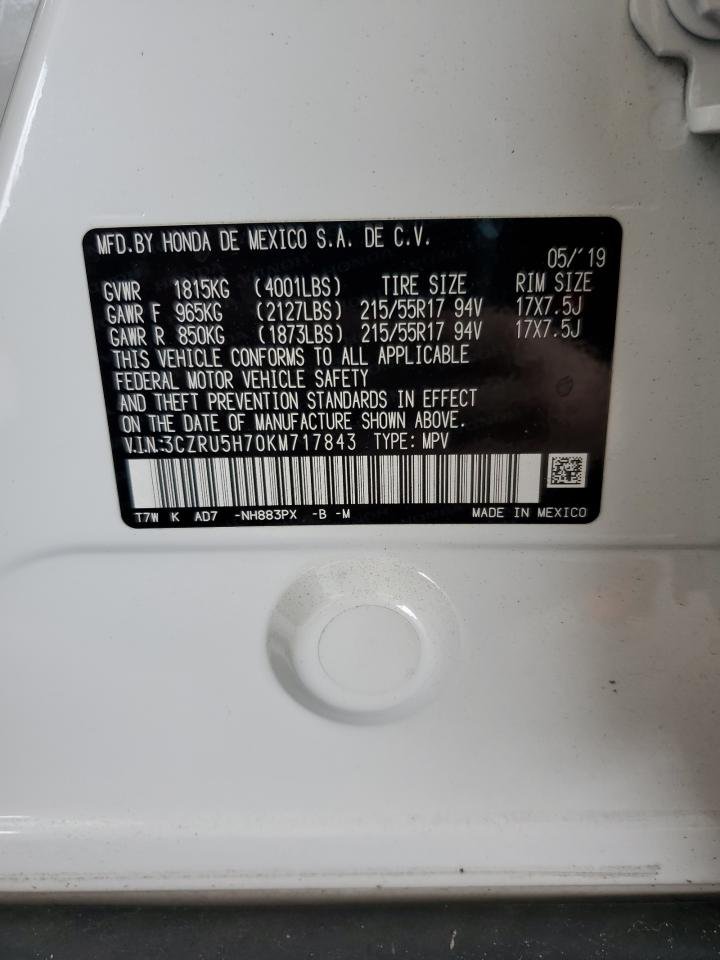 MFD.BY HONDA DE MEXICO S.A. DE C.V.
05/'19
GVWR 1815KG (4001LBS) TIRE SIZE RIM SIZE
GAWR F 965KG (2127LBS) 215/55R17 94V 17X7.5J
GAWR R 850KG (1873LBS) 215/55R17 94V 17X7.5J
THIS VEHICLE CONFORMS TO ALL APPLICABLE
FEDERAL MOTOR VEHICLE SAFETY
AND THEFT PREVENTION STANDARDS IN EFFECT
ON THE DATE OF MANUFACTURE SHOWN ABOVE.
V.I.N:3CZRU5H70KM717843 TYPE: MPV
T7W K AD7 -NH883PX -B -M MADE IN MEXICO